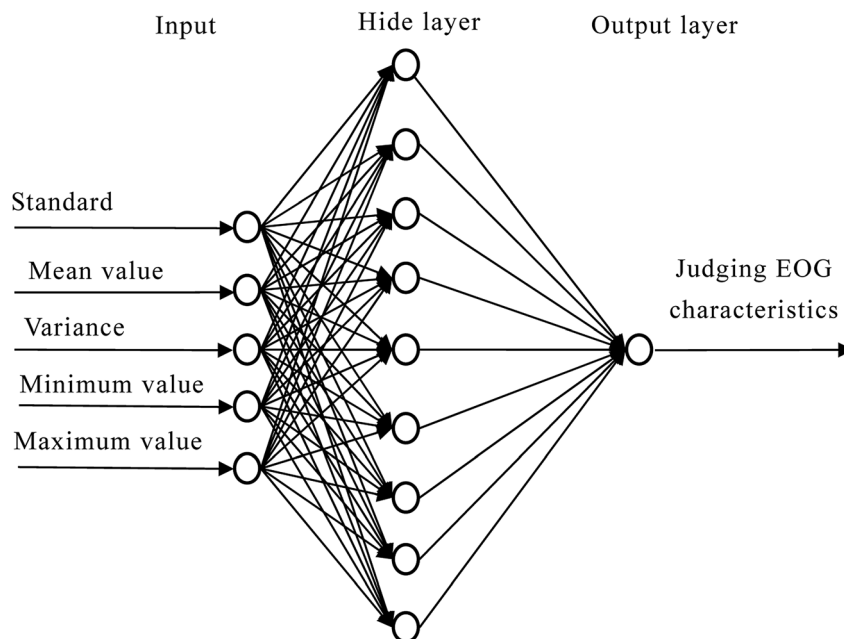 Input
Hide layer
Output layer
Standard
Mean value
Variance
Minimum value
Maximum value
Judging EOG
characteristics